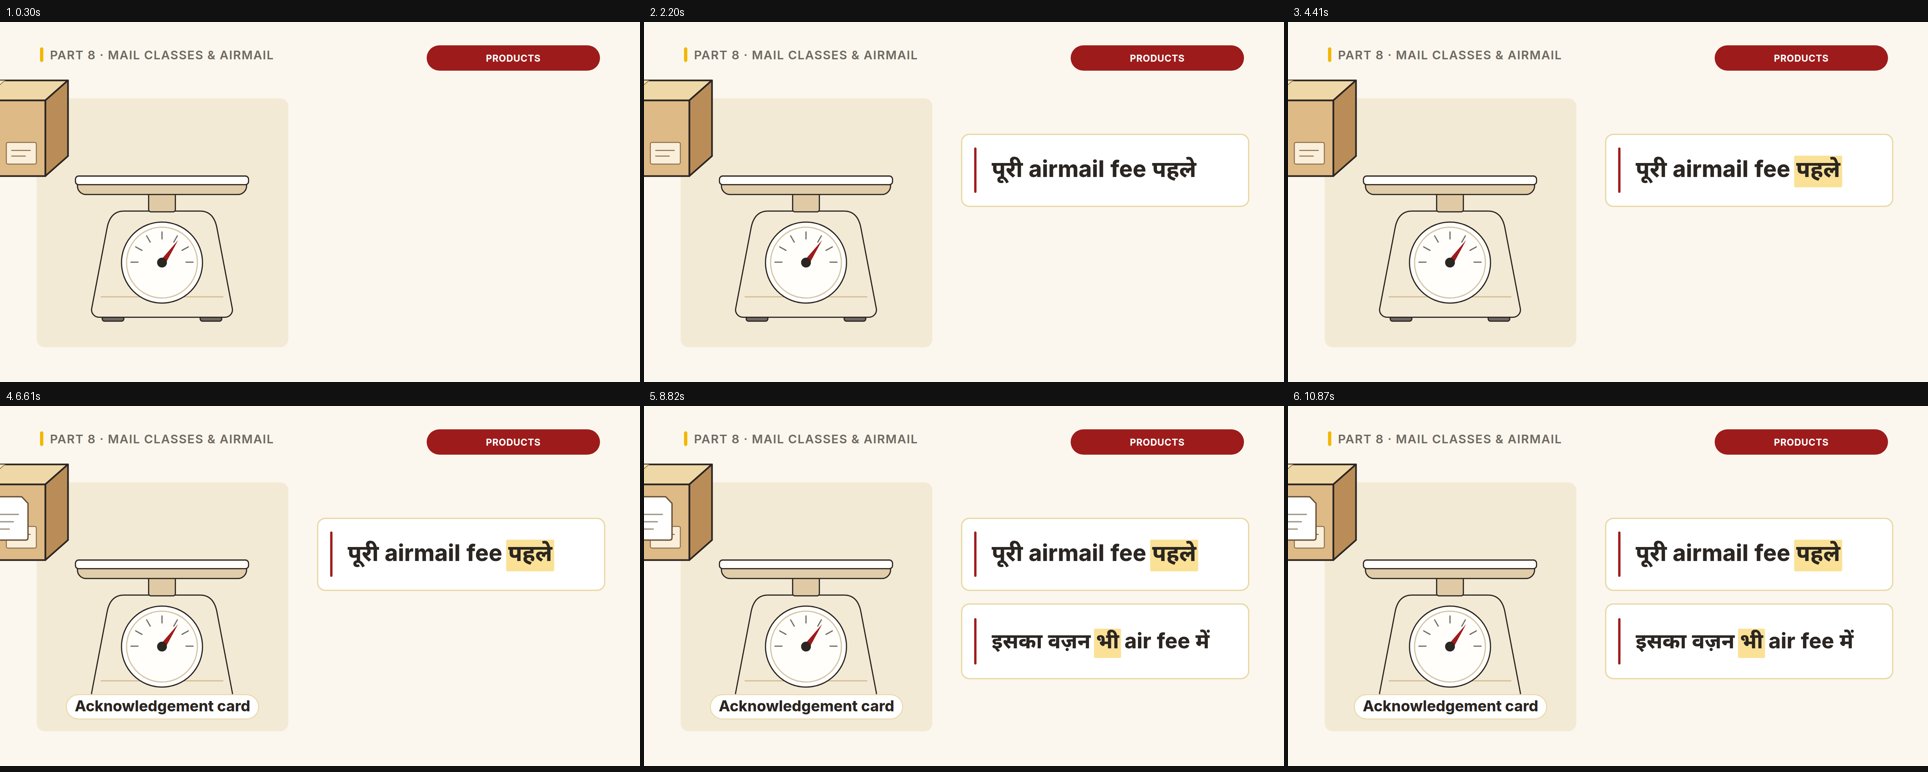 1. 0.30s
PART 8 · MAIL CLASSES & AIRMAIL
PRODUCTS
2. 2.20s
PART 8 · MAIL CLASSES & AIRMAIL
PRODUCTS
पूरी airmail fee पहले
3. 4.41s
PART 8 · MAIL CLASSES & AIRMAIL
PRODUCTS
पूरी airmail fee पहले
4. 6.61s
PART 8 · MAIL CLASSES & AIRMAIL
PRODUCTS
पूरी airmail fee पहले
Acknowledgement card
5. 8.82s
PART 8 · MAIL CLASSES & AIRMAIL
PRODUCTS
पूरी airmail fee पहले
इसका वज़न भी air fee में
Acknowledgement card
6. 10.87s
PART 8 · MAIL CLASSES & AIRMAIL
PRODUCTS
पूरी airmail fee पहले
इसका वज़न भी air fee में
Acknowledgement card